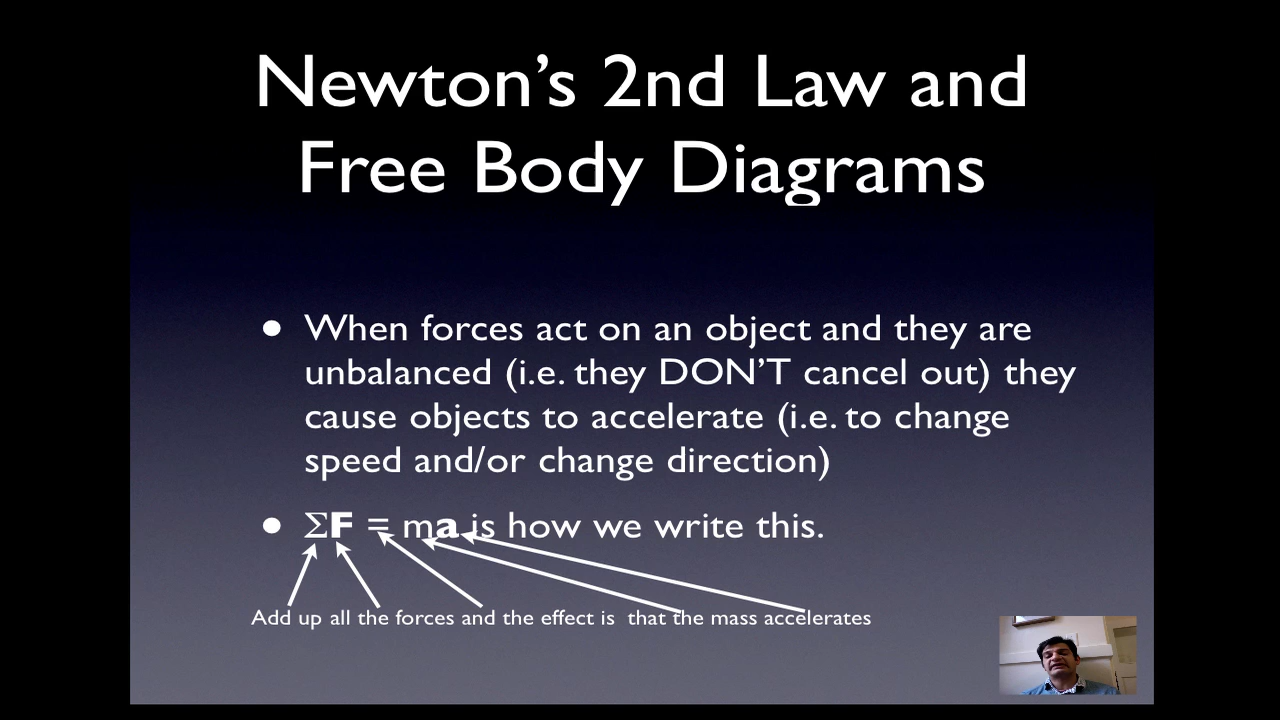 Newton’s 2nd Law and
Free Body Diagrams
• When forces act on an object and they are
unbalanced (i.e. they DON’T cancel out) they
cause objects to accelerate (i.e. to change
speed and/or change direction)
• ΣF = ma is how we write this.
Add up all the forces and the effect is that the mass accelerates